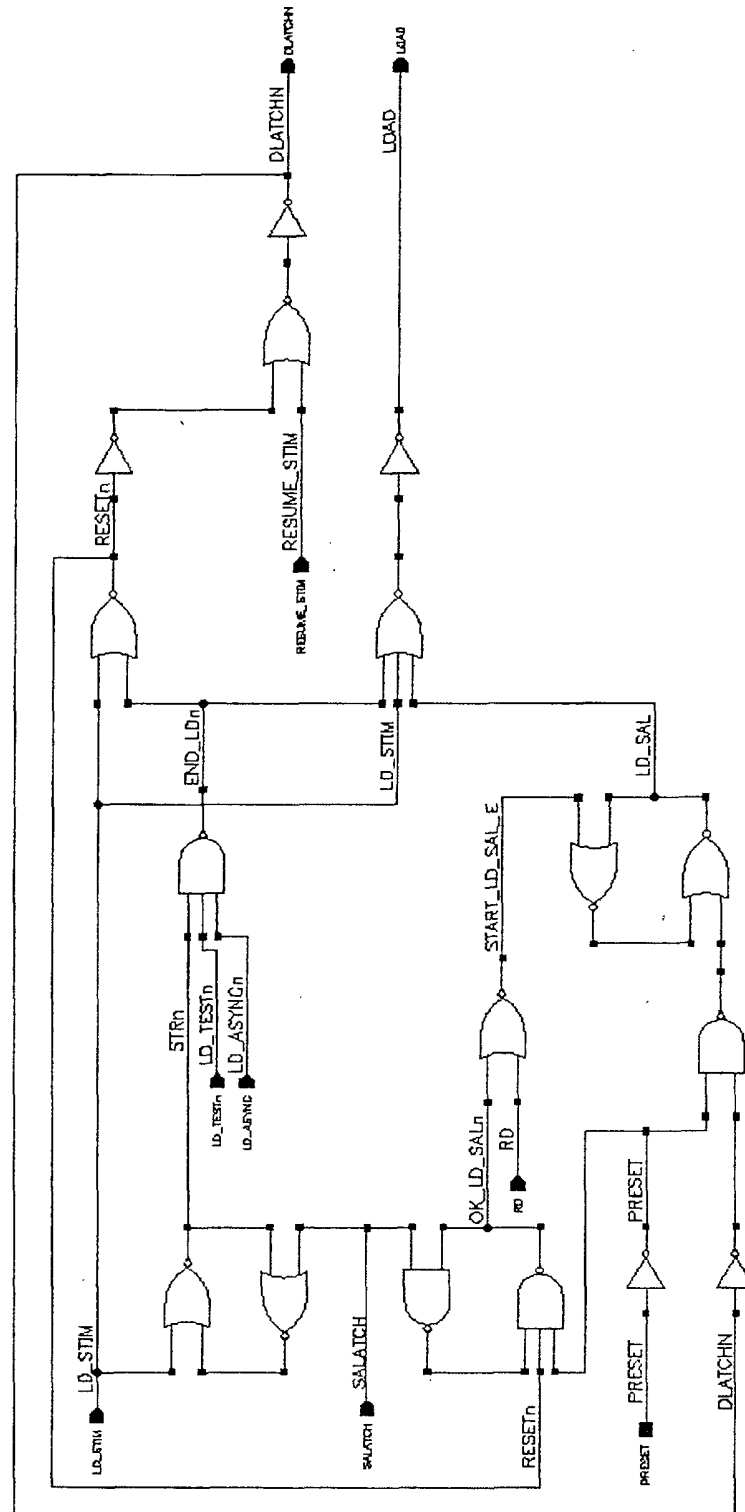 DLATCHN
DLATCHN
LOAD
LOAD
RESETn
RESUME_STIM
RESUME_STIM
END_LDn
LD_STIM
LD_SAL
START_LD_SAL_E
STRn
LD_TESTn
LD_ASYNCn
LD_TESTn
LD_ASYNC
OK_LD_SALn
RD
RD
LD_STIM
LD_STIM
SALATCH
SALATCH
RESETn
PRESET
PRESET
PRESET
DLATCHN